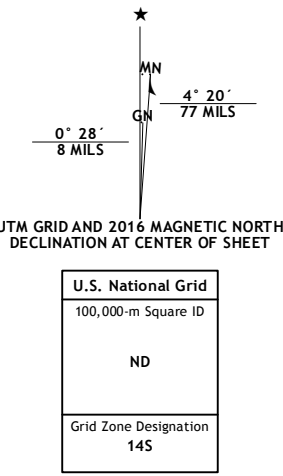 ★
MN
4° 20´
77 MILS
GN
0° 28´
8 MILS
UTM GRID AND 2016 MAGNETIC NORTH
DECLINATION AT CENTER OF SHEET
U.S. National Grid
100,000-m Square ID
ND
Grid Zone Designation
14S